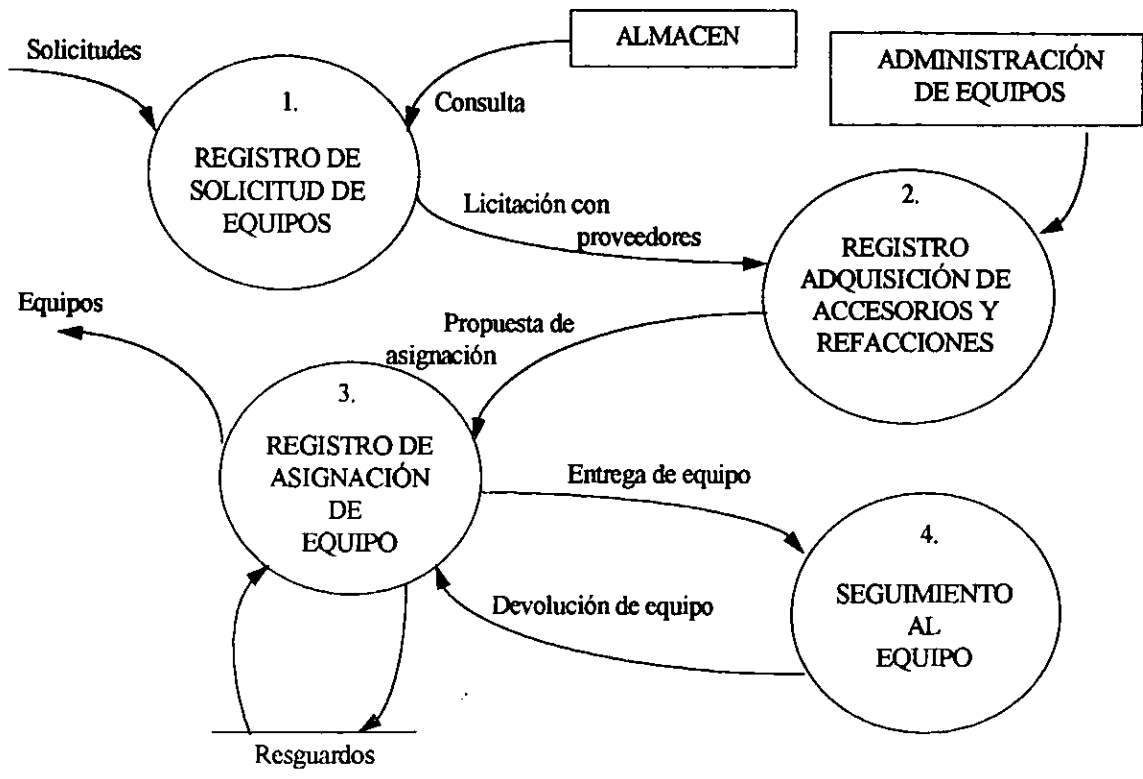 Solicitudes
ALMACEN
ADMINISTRACIÓN
DE EQUIPOS
Consulta
1.
REGISTRO DE
SOLICITUD DE
EQUIPOS
Licitación con
proveedores
2.
REGISTRO
ADQUISICIÓN DE
ACCESORIOS Y
REFACCIONES
Equipos
Propuesta de
asignación
3.
REGISTRO DE
ASIGNACIÓN
DE
EQUIPO
Entrega de equipo
4.
SEGUIMIENTO
AL
EQUIPO
Devolución de equipo
Resguardos